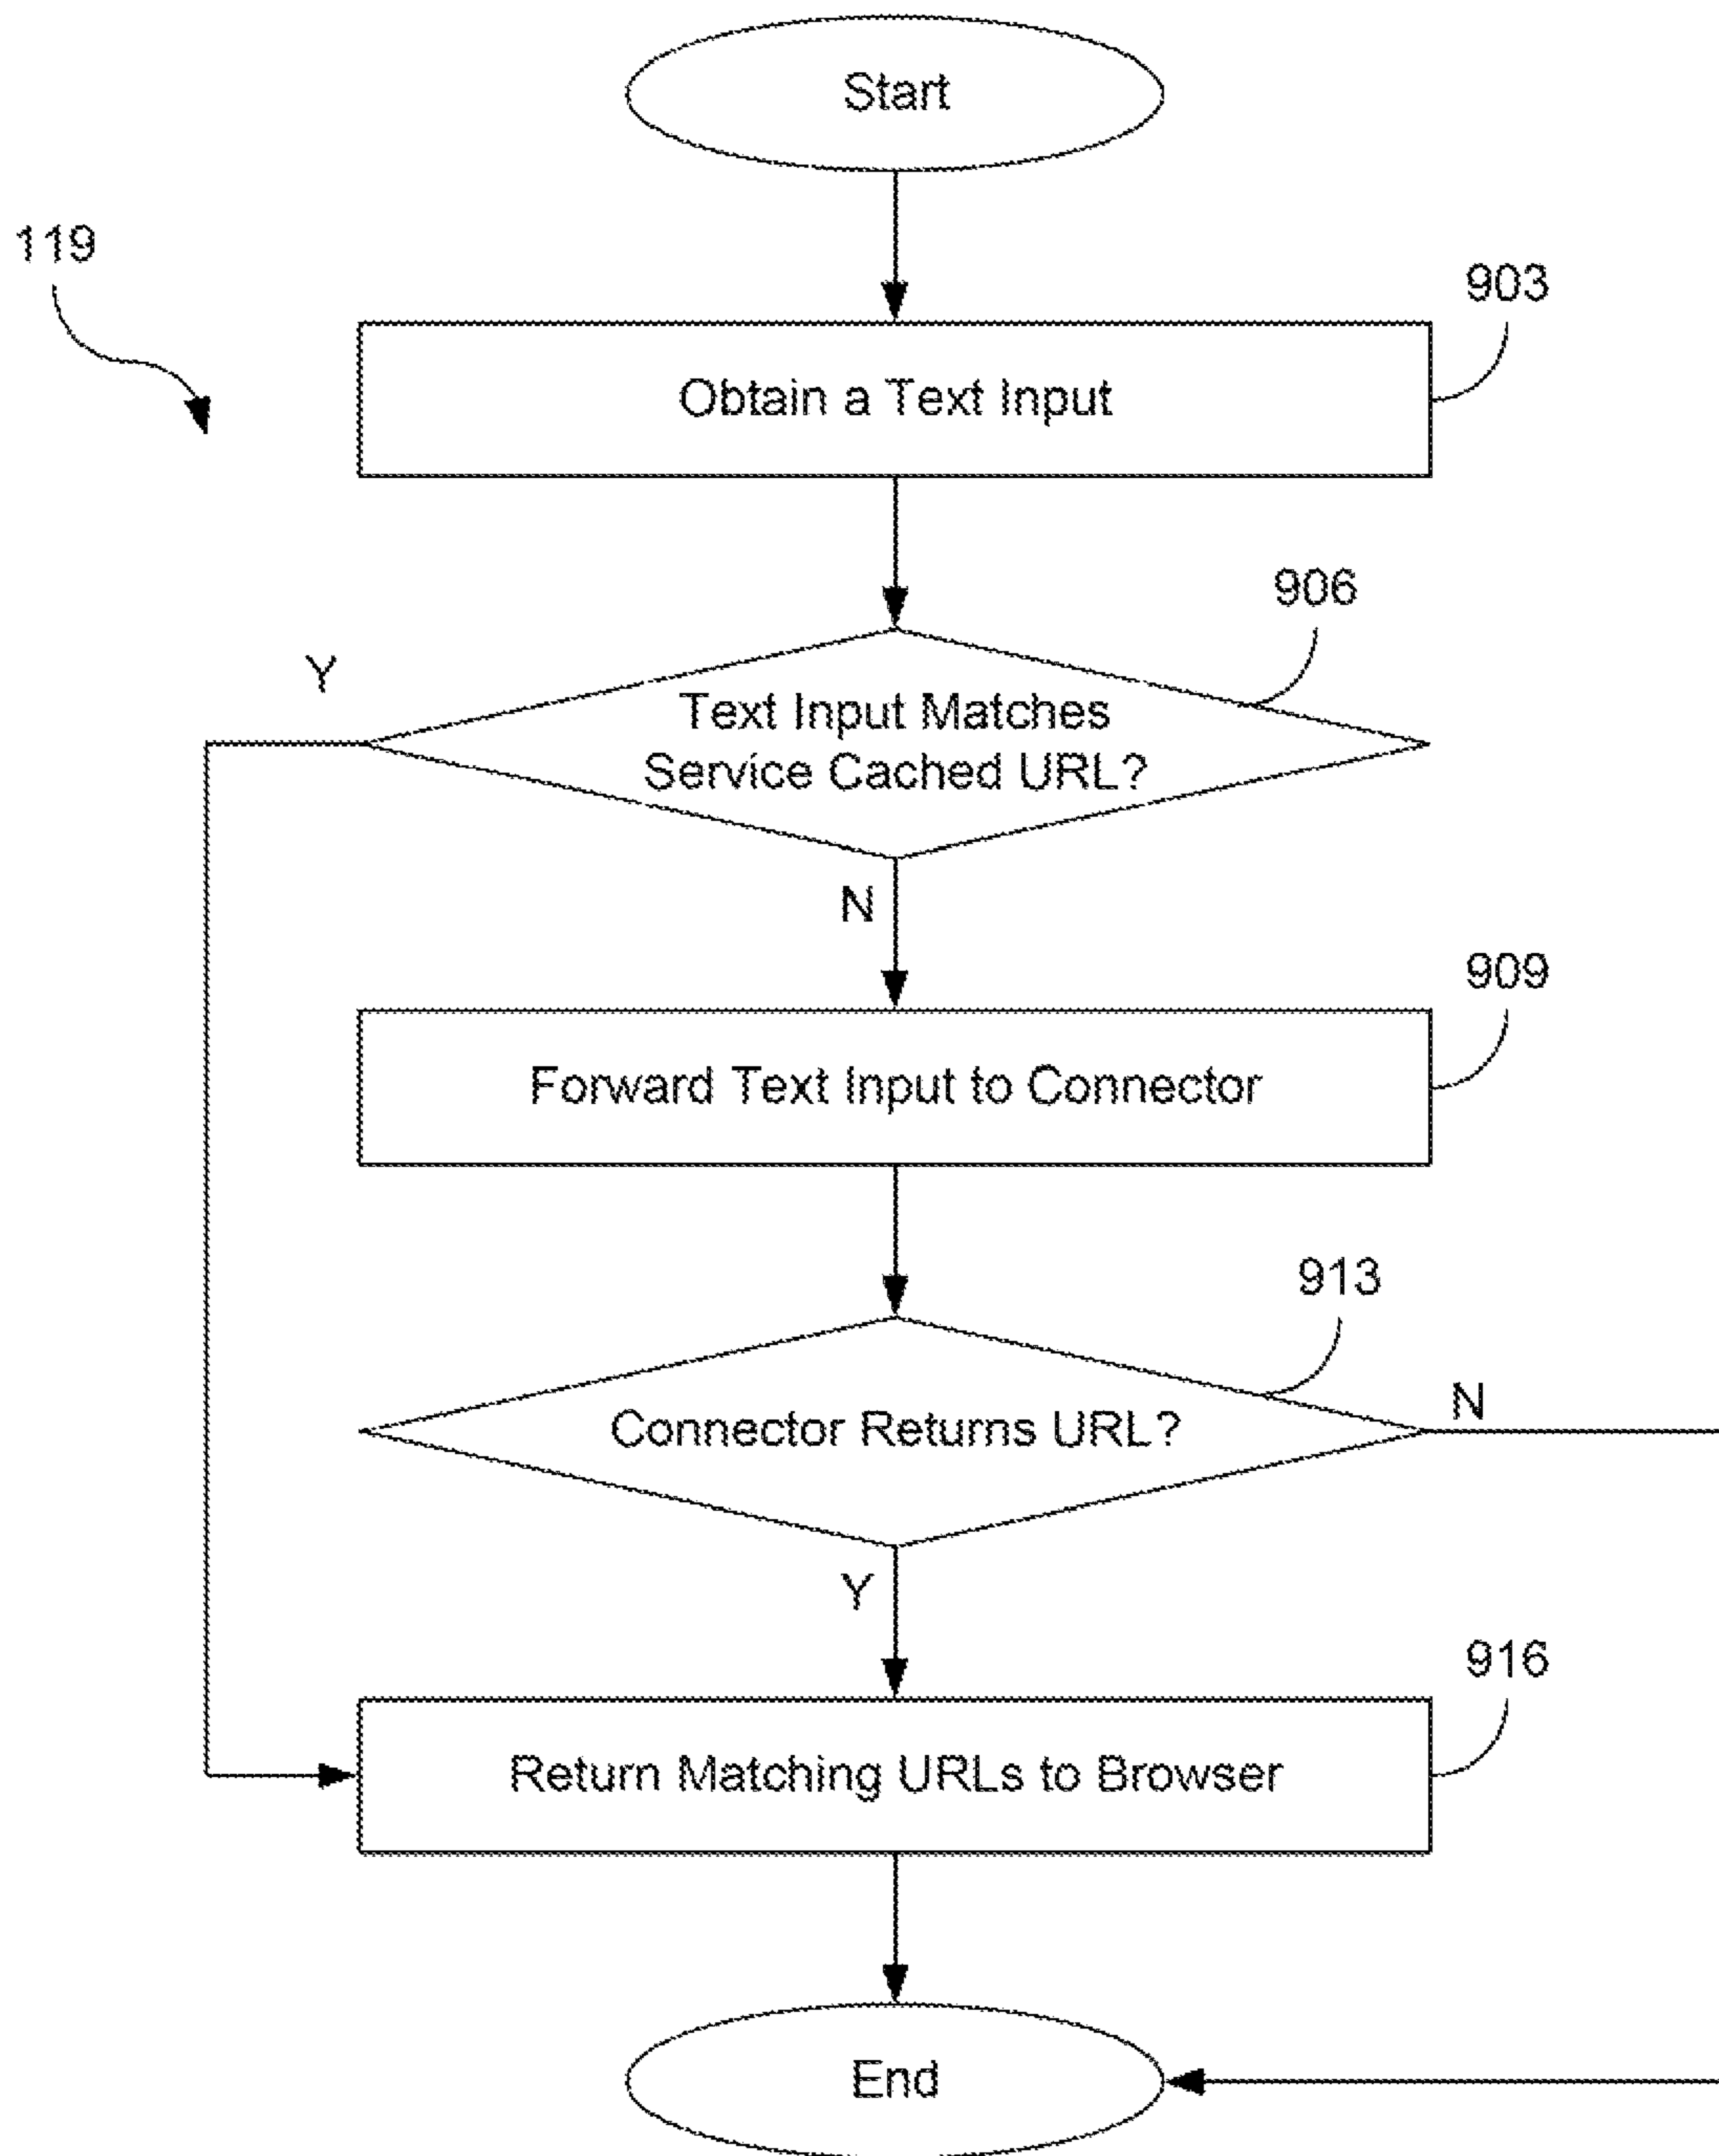 Start
119
903
Obtain a Text Input
906
Y
Text Input Matches
Service Cached URL?
N
909
Forward Text Input to Connector
913
N
Connector Returns URL?
Y
916
Return Matching URLs to Browser
End